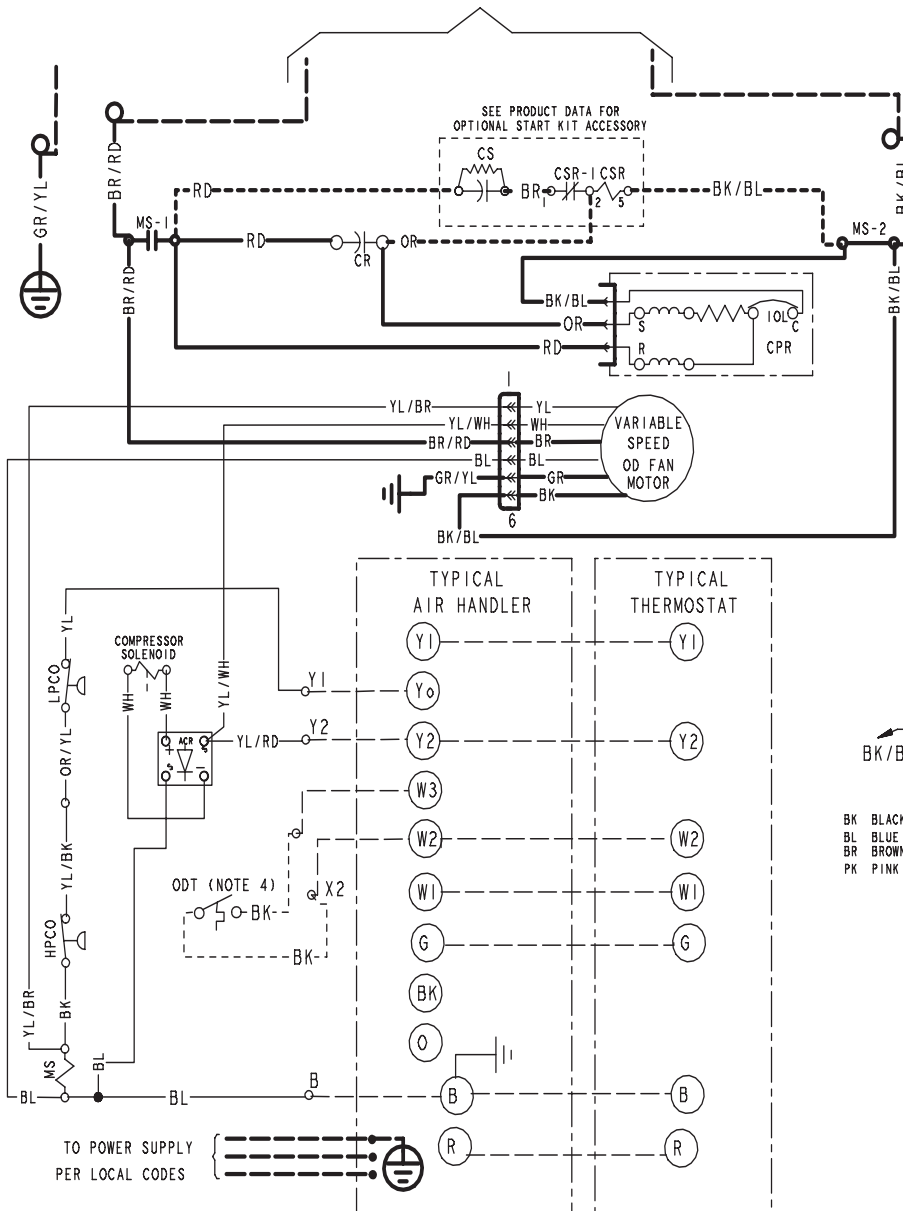 SEE PRODUCT DATA FOR
OPTIONAL START KIT ACCESSORY
CS
CSR-1 CSR
BR
1
2
5
RD
BK/BL
GR/YL
BR/RD
BK/BL
MS-1
RD
CR
OR
MS-2
BR/RD
BK/BL
BK/BL
OR
RD
S
R
IOL
C
CPR
1
YL/BR
YL
YL/WH
WH
BR/RD
BR
BL
BL
GR/YL
GR
BK
6
BK/BL
VARIABLE
SPEED
OD FAN
MOTOR
TYPICAL
AIR HANDLER
TYPICAL
THERMOSTAT
YL
COMPRESSOR
SOLENOID
1
LPCO
WH
WH
YL/WH
OR/YL
ACR
+
-
YL/RD
Y1
Y2
Y1
Y1
Yo
Y2
Y2
W3
W2
W2
W1
W1
G
G
BK
O
B
B
R
R
BK/B
BK BLACK
BL BLUE
BR BROWN
PK PINK
YL/BK
ODT (NOTE 4)
X2
BK
BK
HPCO
YL/BR
BK
MS
BL
BL
BL
B
TO POWER SUPPLY
PER LOCAL CODES